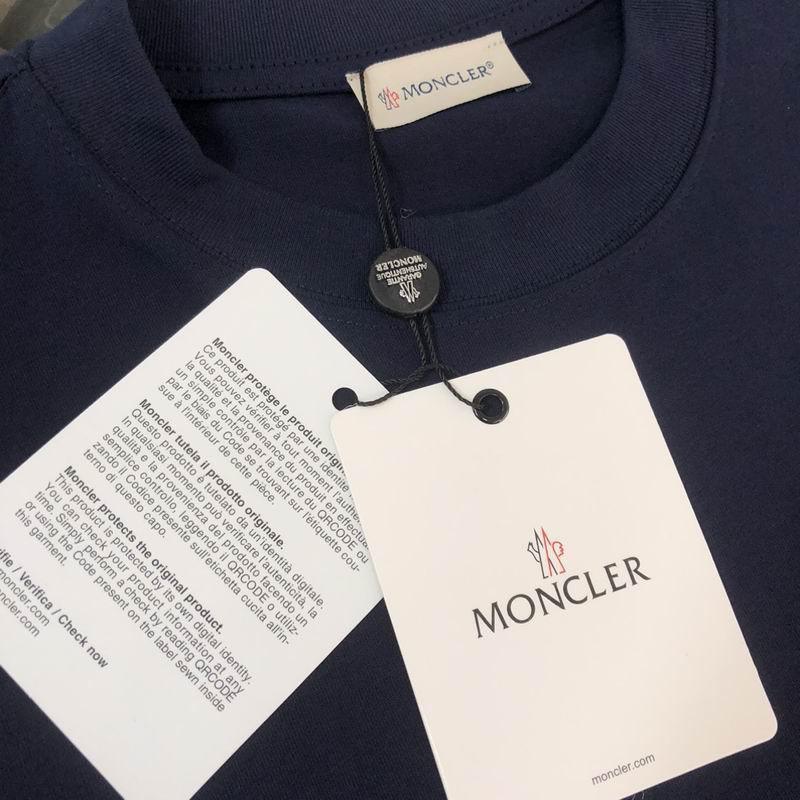 MONCLER®
GARANTIE
AUTHENTIQUE
MONCLER
Moncler protège le produit
Ce produit est protégé par une identité
Vous pouvez vérifier à tout moment
la qualité et la provenance du produit en
un simple contrôle par la lecture du QRCODE ou
par le biais du Code se trouvant sur l'étiquette cou-
sue à l'intérieur de cette pièce.
Moncler tutela il prodotto originale.
Questo prodotto è tutelato da un'identità digitale.
In qualsiasi momento può verificare l'autenticità, la
qualità e la provenienza del prodotto facendo un
semplice controllo, leggendo il QRCODE o utiliz-
zando il Codice presente sull'etichetta cucita all'in-
terno di questo capo.
Moncler protects the original product.
This product is protected by its own digital identity.
You can check your product information at any
time. Simply perform a check by reading QRCODE
or using the Code present on the label sewn inside
this garment.
/ Verifica / Check now
moncler.com
MONCLER
moncler.com